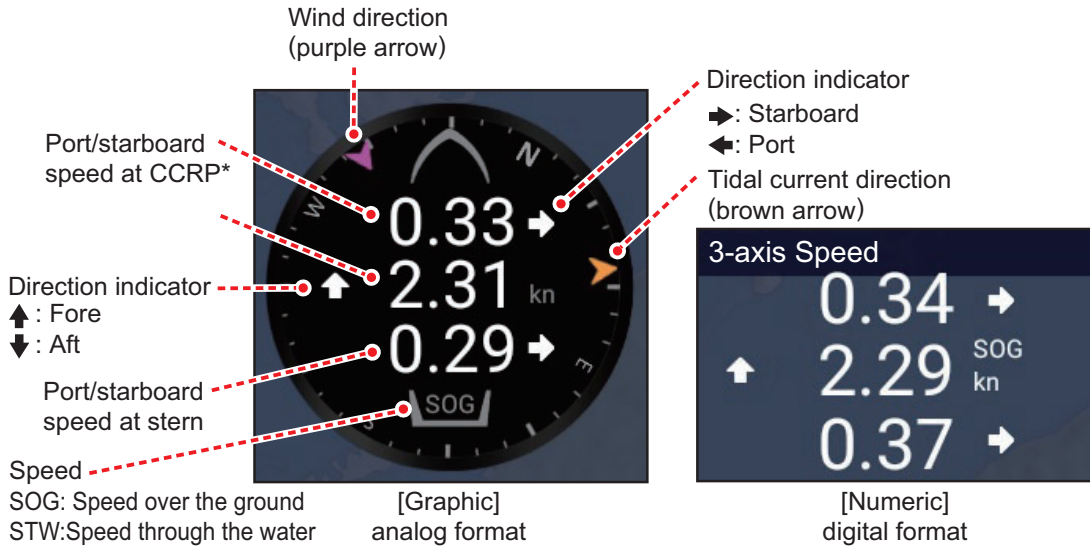 Wind direction
(purple arrow)
Port/starboard
speed at CCRP*
Direction indicator
: Fore
: Aft
Port/starboard
speed at stern
Speed
SOG: Speed over the ground
STW:Speed through the water
N
W
E
S
0.33
2.31 kn
0.29
SOG
[Graphic]
analog format
Direction indicator
: Starboard
: Port
Tidal current direction
(brown arrow)
3-axis Speed
0.34
2.29 SOG
kn
0.37
[Numeric]
digital format